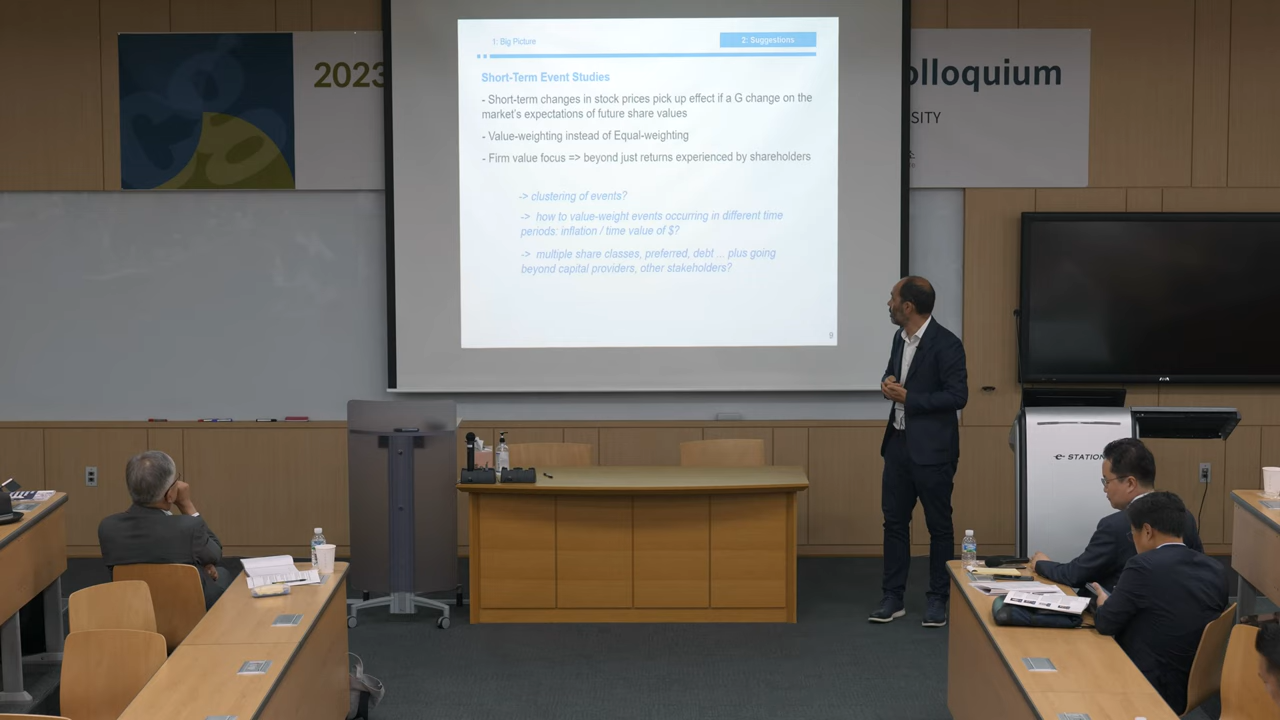 2023
olloquium
SITY
1: Big Picture
2: Suggestions
Short-Term Event Studies
- Short-term changes in stock prices pick up effect if a G change on the
market's expectations of future share values
- Value-weighting instead of Equal-weighting
- Firm value focus => beyond just returns experienced by shareholders
-> clustering of events?
-> how to value-weight events occurring in different time
periods: inflation / time value of $?
-> multiple share classes, preferred, debt ... plus going
beyond capital providers, other stakeholders?
9
e-STATION